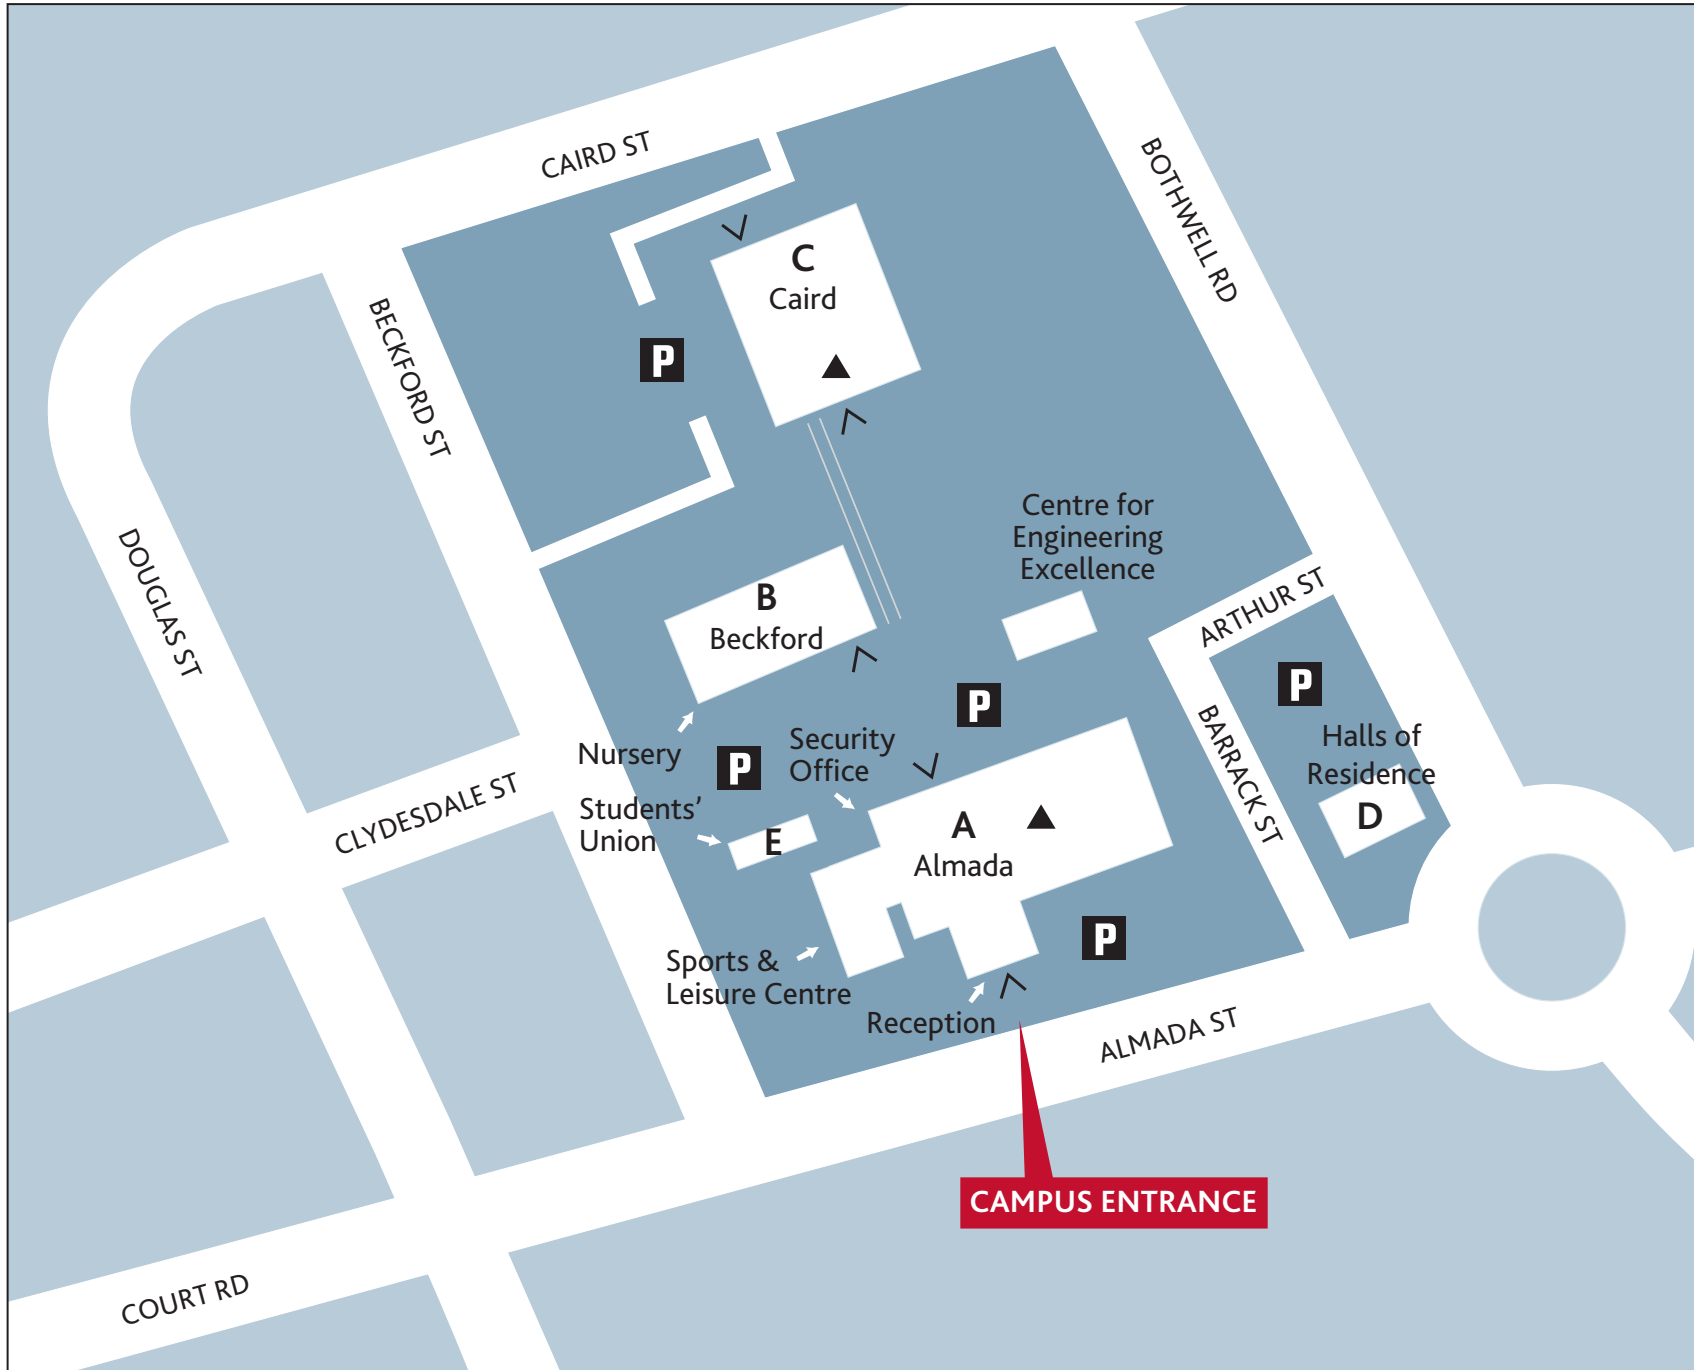 CAIRD ST
BOTHWELL RD
C
Caird
BECKFORD ST
P
DOUGLAS ST
Centre for
Engineering
Excellence
ARTHUR ST
B
Beckford
P
P
BARRACK ST
Halls of
Residence
D
Nursery
P
Security
Office
Students’
Union
E
A
Almada
CLYDESDALE ST
P
Sports &
Leisure Centre
Reception
ALMADA ST
CAMPUS ENTRANCE
COURT RD